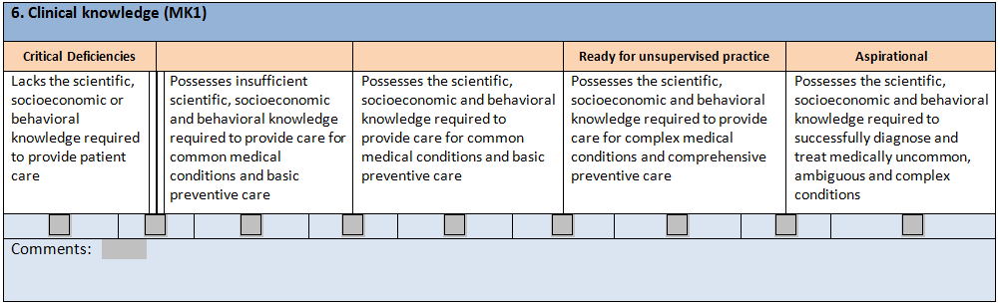 6. Clinical knowledge (MK1)
Critical Deficiencies
Ready for unsupervised practice
Aspirational
Lacks the scientific,
socioeconomic or
behavioral
knowledge required
to provide patient
care
Possesses insufficient
scientific, socioeconomic
and behavioral knowledge
required to provide care for
common medical
conditions and basic
preventive care
Possesses the scientific,
socioeconomic and behavioral
knowledge required to
provide care for common
medical conditions and basic
preventive care
Possesses the scientific,
socioeconomic and behavioral
knowledge required to provide
care for complex medical
conditions and comprehensive
preventive care
Possesses the scientific,
socioeconomic and behavioral
knowledge required to
successfully diagnose and
treat medically uncommon,
ambiguous and complex
conditions
Comments: